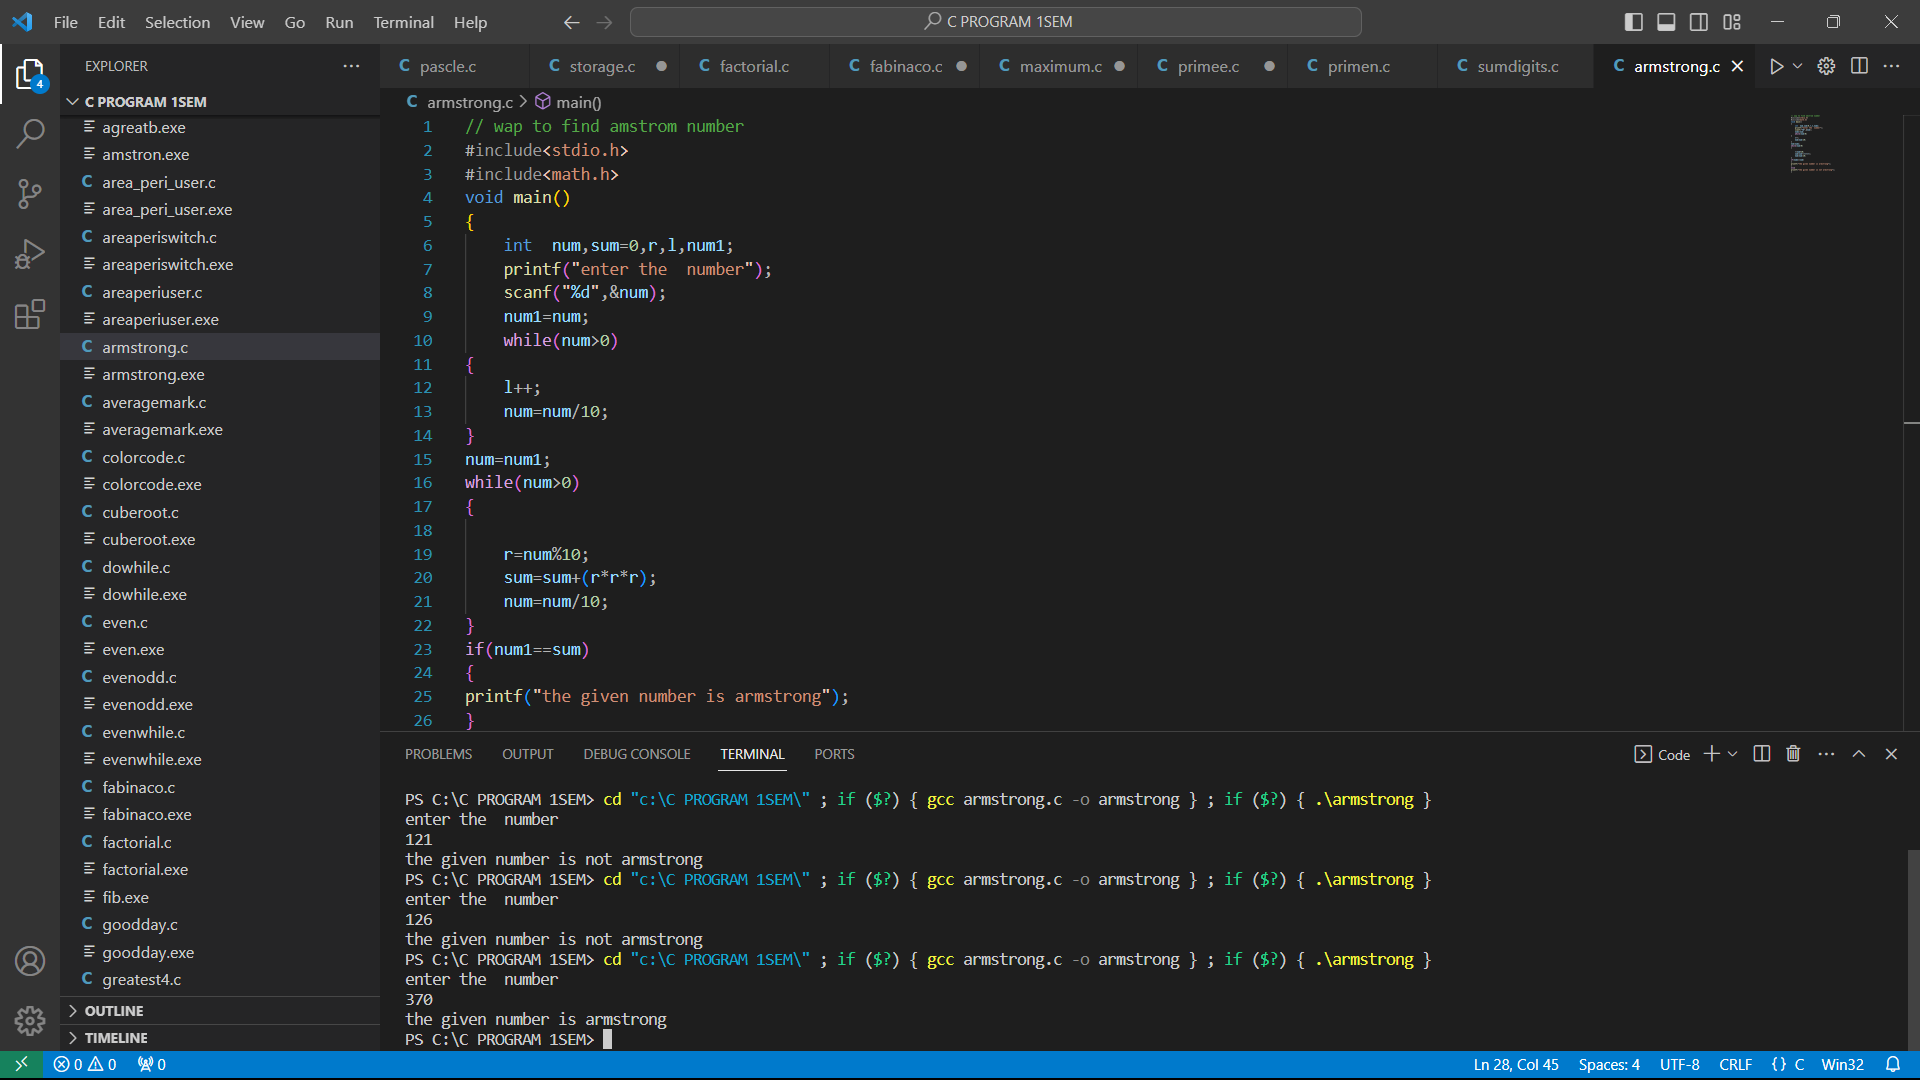 File Edit Selection View Go Run Terminal Help
C PROGRAM 1SEM
EXPLORER
C PROGRAM 1SEM
agreatb.exe
amstron.exe
area_peri_user.c
area_peri_user.exe
areaperiswitch.c
areaperiswitch.exe
areaperiuser.c
areaperiuser.exe
armstrong.c
armstrong.exe
averagemark.c
averagemark.exe
colorcode.c
colorcode.exe
cuberoot.c
cuberoot.exe
dowhile.c
dowhile.exe
even.c
even.exe
evenodd.c
evenodd.exe
evenwhile.c
evenwhile.exe
fabinaco.c
fabinaco.exe
factorial.c
factorial.exe
fib.exe
goodday.c
goodday.exe
greatest4.c
OUTLINE
TIMELINE
4
pascle.c storage.c factorial.c fabinaco.c maximum.c primee.c primen.c sumdigits.c armstrong.c
armstrong.c > main()
1 // wap to find amstrom number
2 #include<stdio.h>
3 #include<math.h>
4 void main()
5 {
6 int  num,sum=0,r,l,num1;
7 printf("enter the  number");
8 scanf("%d",&num);
9 num1=num;
10 while(num>0)
11 {
12 l++;
13 num=num/10;
14 }
15 num=num1;
16 while(num>0)
17 {
18
19 r=num%10;
20 sum=sum+(r*r*r);
21 num=num/10;
22 }
23 if(num1==sum)
24 {
25 printf("the given number is armstrong");
26 }
PROBLEMS OUTPUT DEBUG CONSOLE TERMINAL PORTS
Code
PS C:\C PROGRAM 1SEM> cd "c:\C PROGRAM 1SEM\" ; if ($?) { gcc armstrong.c -o armstrong } ; if ($?) { .\armstrong }
enter the  number
121
the given number is not armstrong
PS C:\C PROGRAM 1SEM> cd "c:\C PROGRAM 1SEM\" ; if ($?) { gcc armstrong.c -o armstrong } ; if ($?) { .\armstrong }
enter the  number
126
the given number is not armstrong
PS C:\C PROGRAM 1SEM> cd "c:\C PROGRAM 1SEM\" ; if ($?) { gcc armstrong.c -o armstrong } ; if ($?) { .\armstrong }
enter the  number
370
the given number is armstrong
PS C:\C PROGRAM 1SEM>
0 0 0
Ln 28, Col 45 Spaces: 4 UTF-8 CRLF {} C Win32